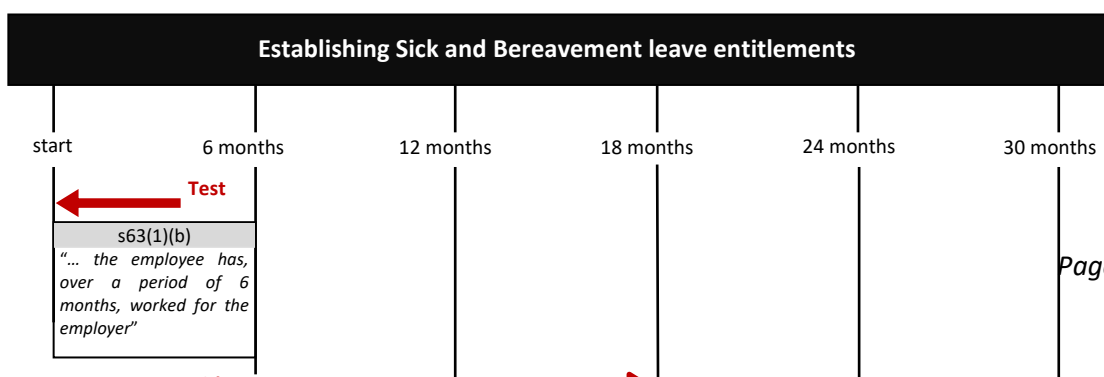 Establishing Sick and Bereavement leave entitlements
start 6 months 12 months 18 months 24 months 30 months
Test
s63(1)(b)
"… the employee has,
over a period of 6
months, worked for the
employer"
Pag